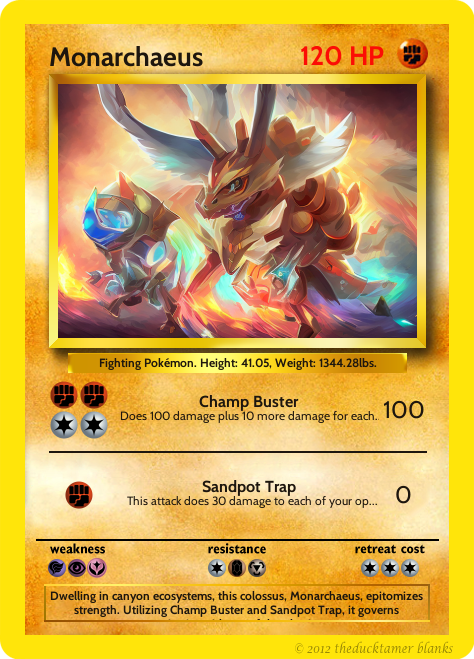 Monarchaeus 120 HP
Fighting Pokémon. Height: 41.05, Weight: 1344.28lbs.
Champ Buster
Does 100 damage plus 10 more damage for each. 100
Sandpot Trap
This attack does 30 damage to each of your op... 0
weakness resistance retreat cost
Dwelling in canyon ecosystems, this colossus, Monarchaeus, epitomizes
strength. Utilizing Champ Buster and Sandpot Trap, it governs
© 2012 theducktamer blanks